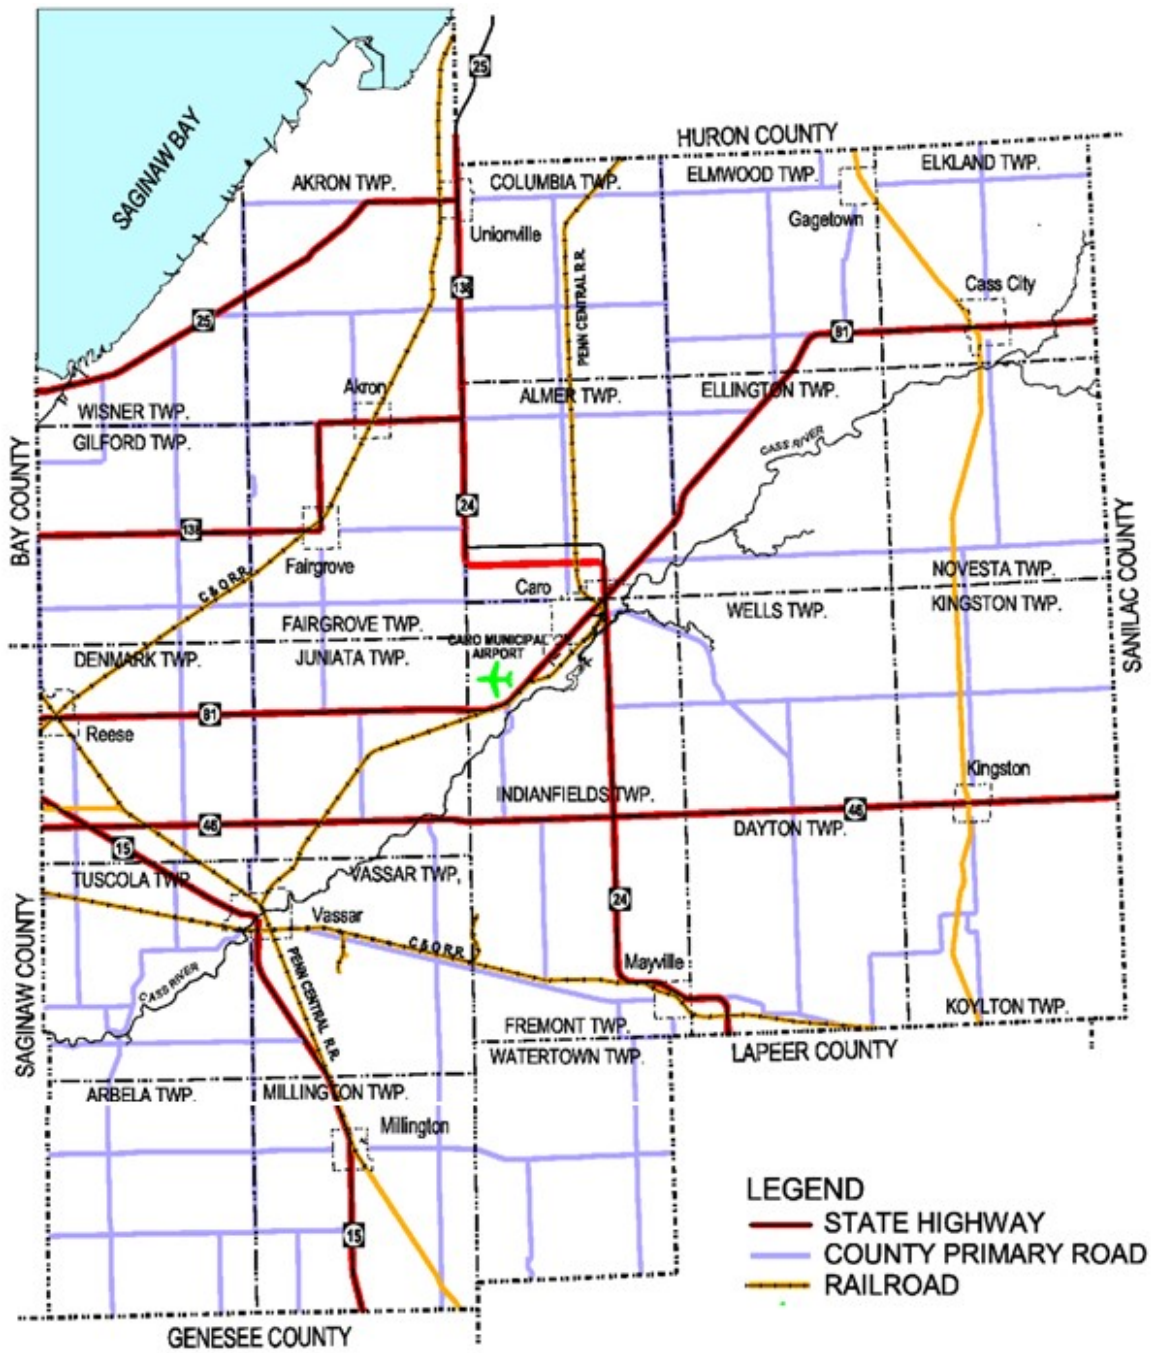 25
HURON COUNTY
SAGINAW BAY
AKRON TWP.
COLUMBIA TWP.
ELMWOOD TWP.
ELKLAND TWP.
Unionville
Gagetown
138
PENN CENTRAL R.R.
Cass City
25
81
Akron
ALMER TWP.
ELLINGTON TWP.
WISNER TWP.
GILFORD TWP.
CASS RIVER
BAY COUNTY
24
138
Fairgrove
C & O R.R.
Caro
NOVESTA TWP.
KINGSTON TWP.
WELLS TWP.
SANILAC COUNTY
FAIRGROVE TWP.
JUNIATA TWP.
DENMARK TWP.
CARO MUNICIPAL
AIRPORT
81
Reese
Kingston
INDIANFIELDS TWP.
46
46
DAYTON TWP.
15
TUSCOLA TWP.
VASSAR TWP.
24
Vassar
C & O R.R.
Mayville
SAGINAW COUNTY
CASS RIVER
PENN CENTRAL R.R.
FREMONT TWP.
KOYLTON TWP.
WATERTOWN TWP.
LAPEER COUNTY
ARBELA TWP.
MILLINGTON TWP.
Millington
15
LEGEND
STATE HIGHWAY
COUNTY PRIMARY ROAD
RAILROAD
GENESEE COUNTY